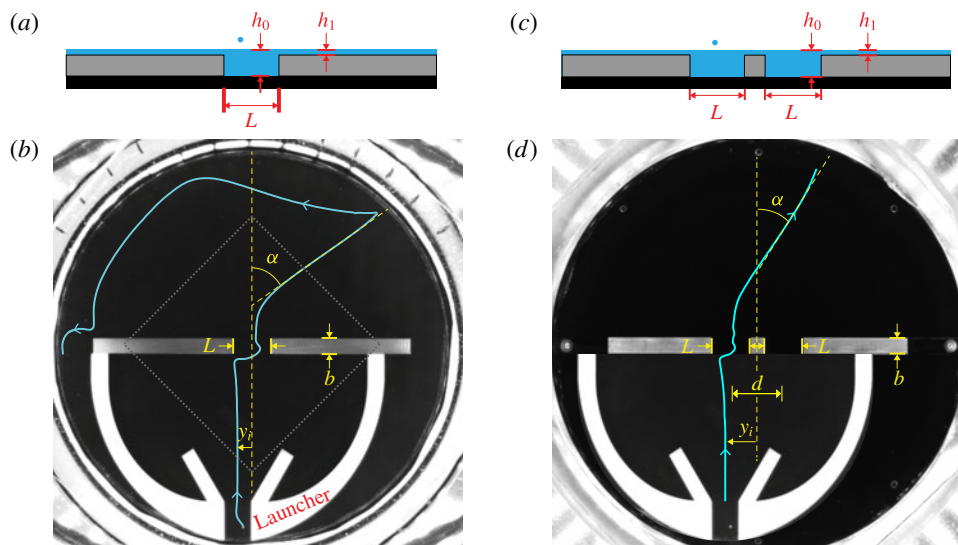 (a)
h₀
h₁
L
(c)
h₀
h₁
L
L
(b)
α
L
b
yᵢ
Launcher
(d)
α
L
L
b
d
yᵢ